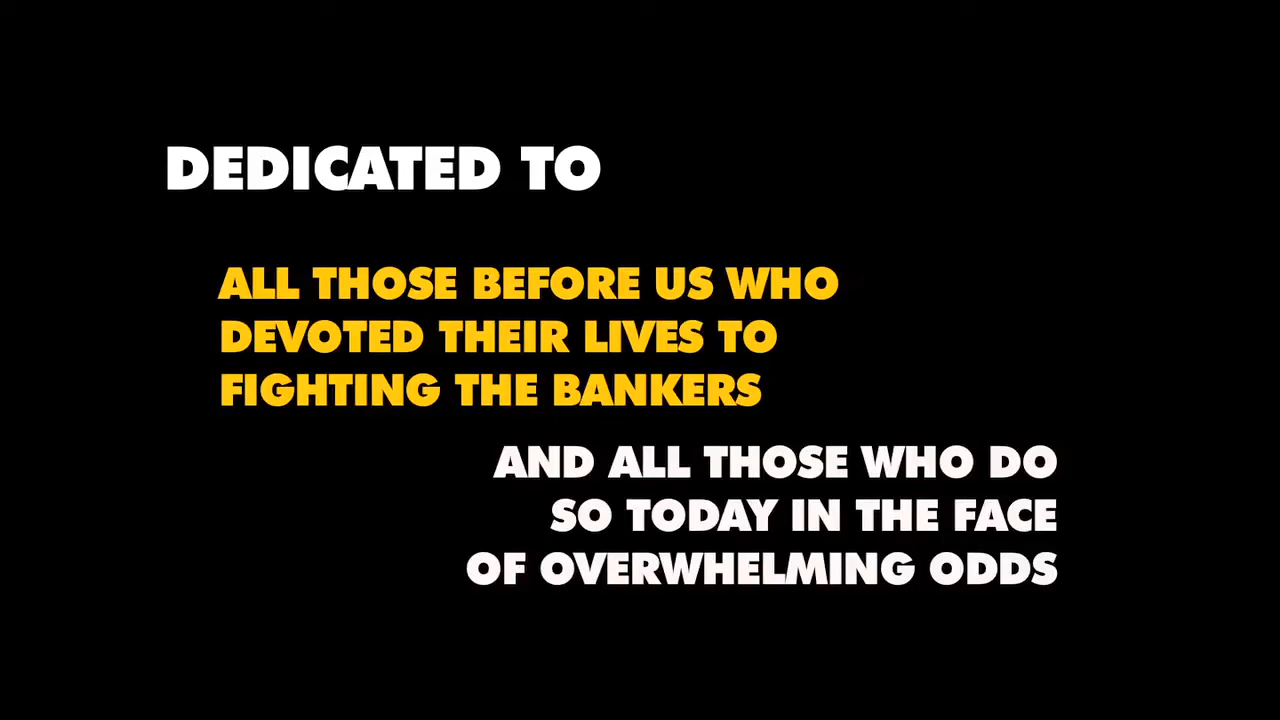 DEDICATED TO
ALL THOSE BEFORE US WHO
DEVOTED THEIR LIVES TO
FIGHTING THE BANKERS
AND ALL THOSE WHO DO
SO TODAY IN THE FACE
OF OVERWHELMING ODDS